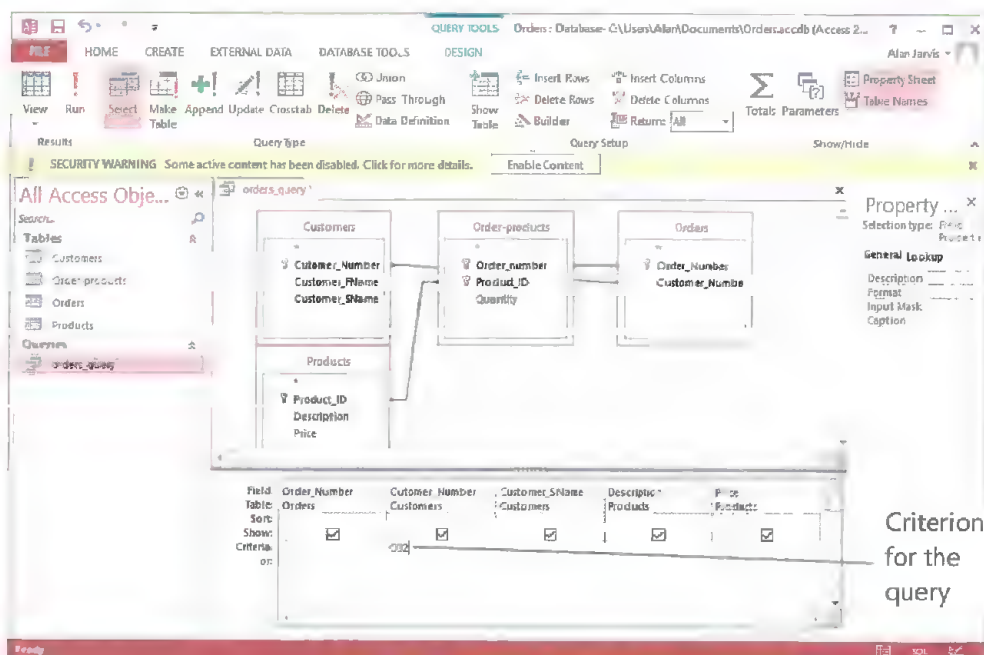 QUERY TOOLS Orders : Database- C:\Users\Alan\Documents\Orders.accdb (Access 2... ?
FILE HOME CREATE EXTERNAL DATA DATABASE TOOLS DESIGN Alan Jarvis
View Run Select Make Table Append Update Crosstab Delete
Union
Pass Through
Data Definition
Show Table
Insert Rows
Delete Rows
Builder
Insert Columns
Delete Columns
Return: All
Totals Parameters
Property Sheet
Table Names
Results Query Type Query Setup Show/Hide
SECURITY WARNING Some active content has been disabled. Click for more details. Enable Content
All Access Obje...
Search...
Tables
Customers
Order-products
Orders
Products
Queries
orders_query
orders_query
Customers
Cutomer_Number
Customer_FName
Customer_SName
Order-products
Order_number
Product_ID
Quantity
Orders
Order_Number
Customer_Numbe
Products
Product_ID
Description
Price
Property ...
Selection type:
General Lookup
Description
Format
Input Mask
Caption
Field: Order_Number Cutomer_Number Customer_SName Description Price
Table: Orders Customers Customers Products Products
Sort:
Show:
Criteria:
or:
Criterion
for the
query
Ready SQL